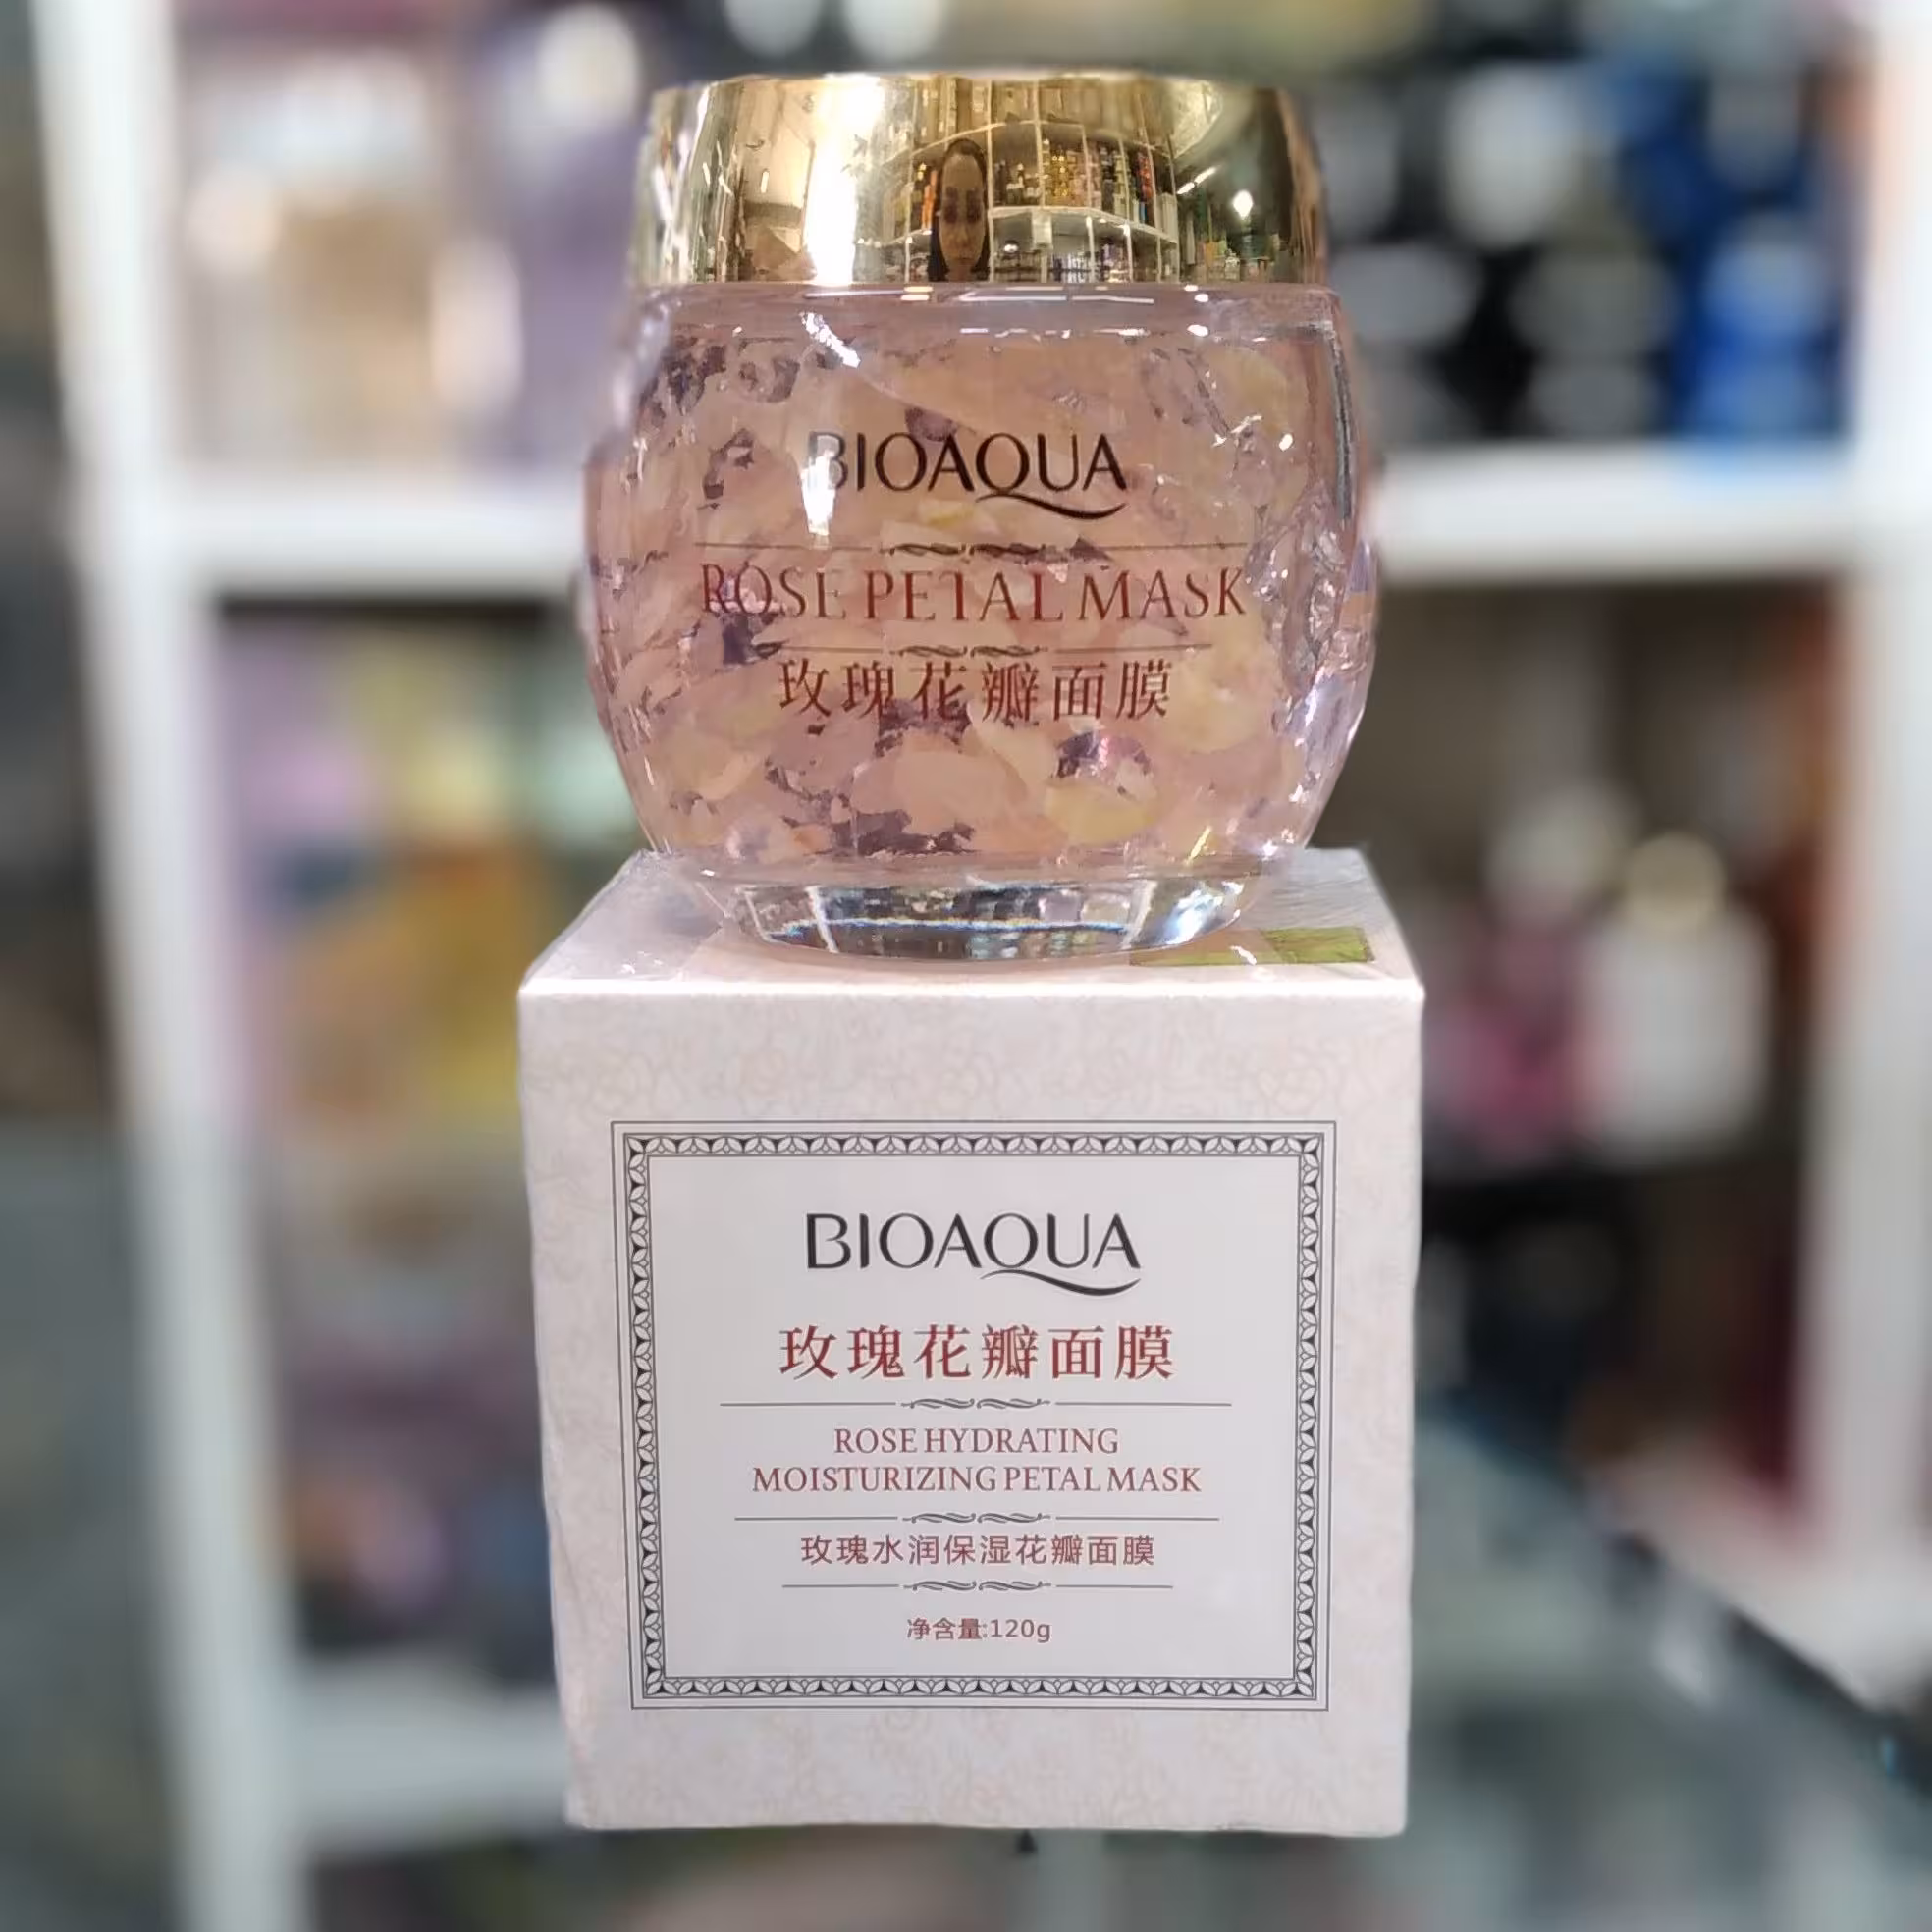 BIOAQUA
ROSE PETAL MASK
玫瑰花瓣面膜
BIOAQUA
玫瑰花瓣面膜
ROSE HYDRATING
MOISTURIZING PETAL MASK
玫瑰水润保湿花瓣面膜
净含量:120g